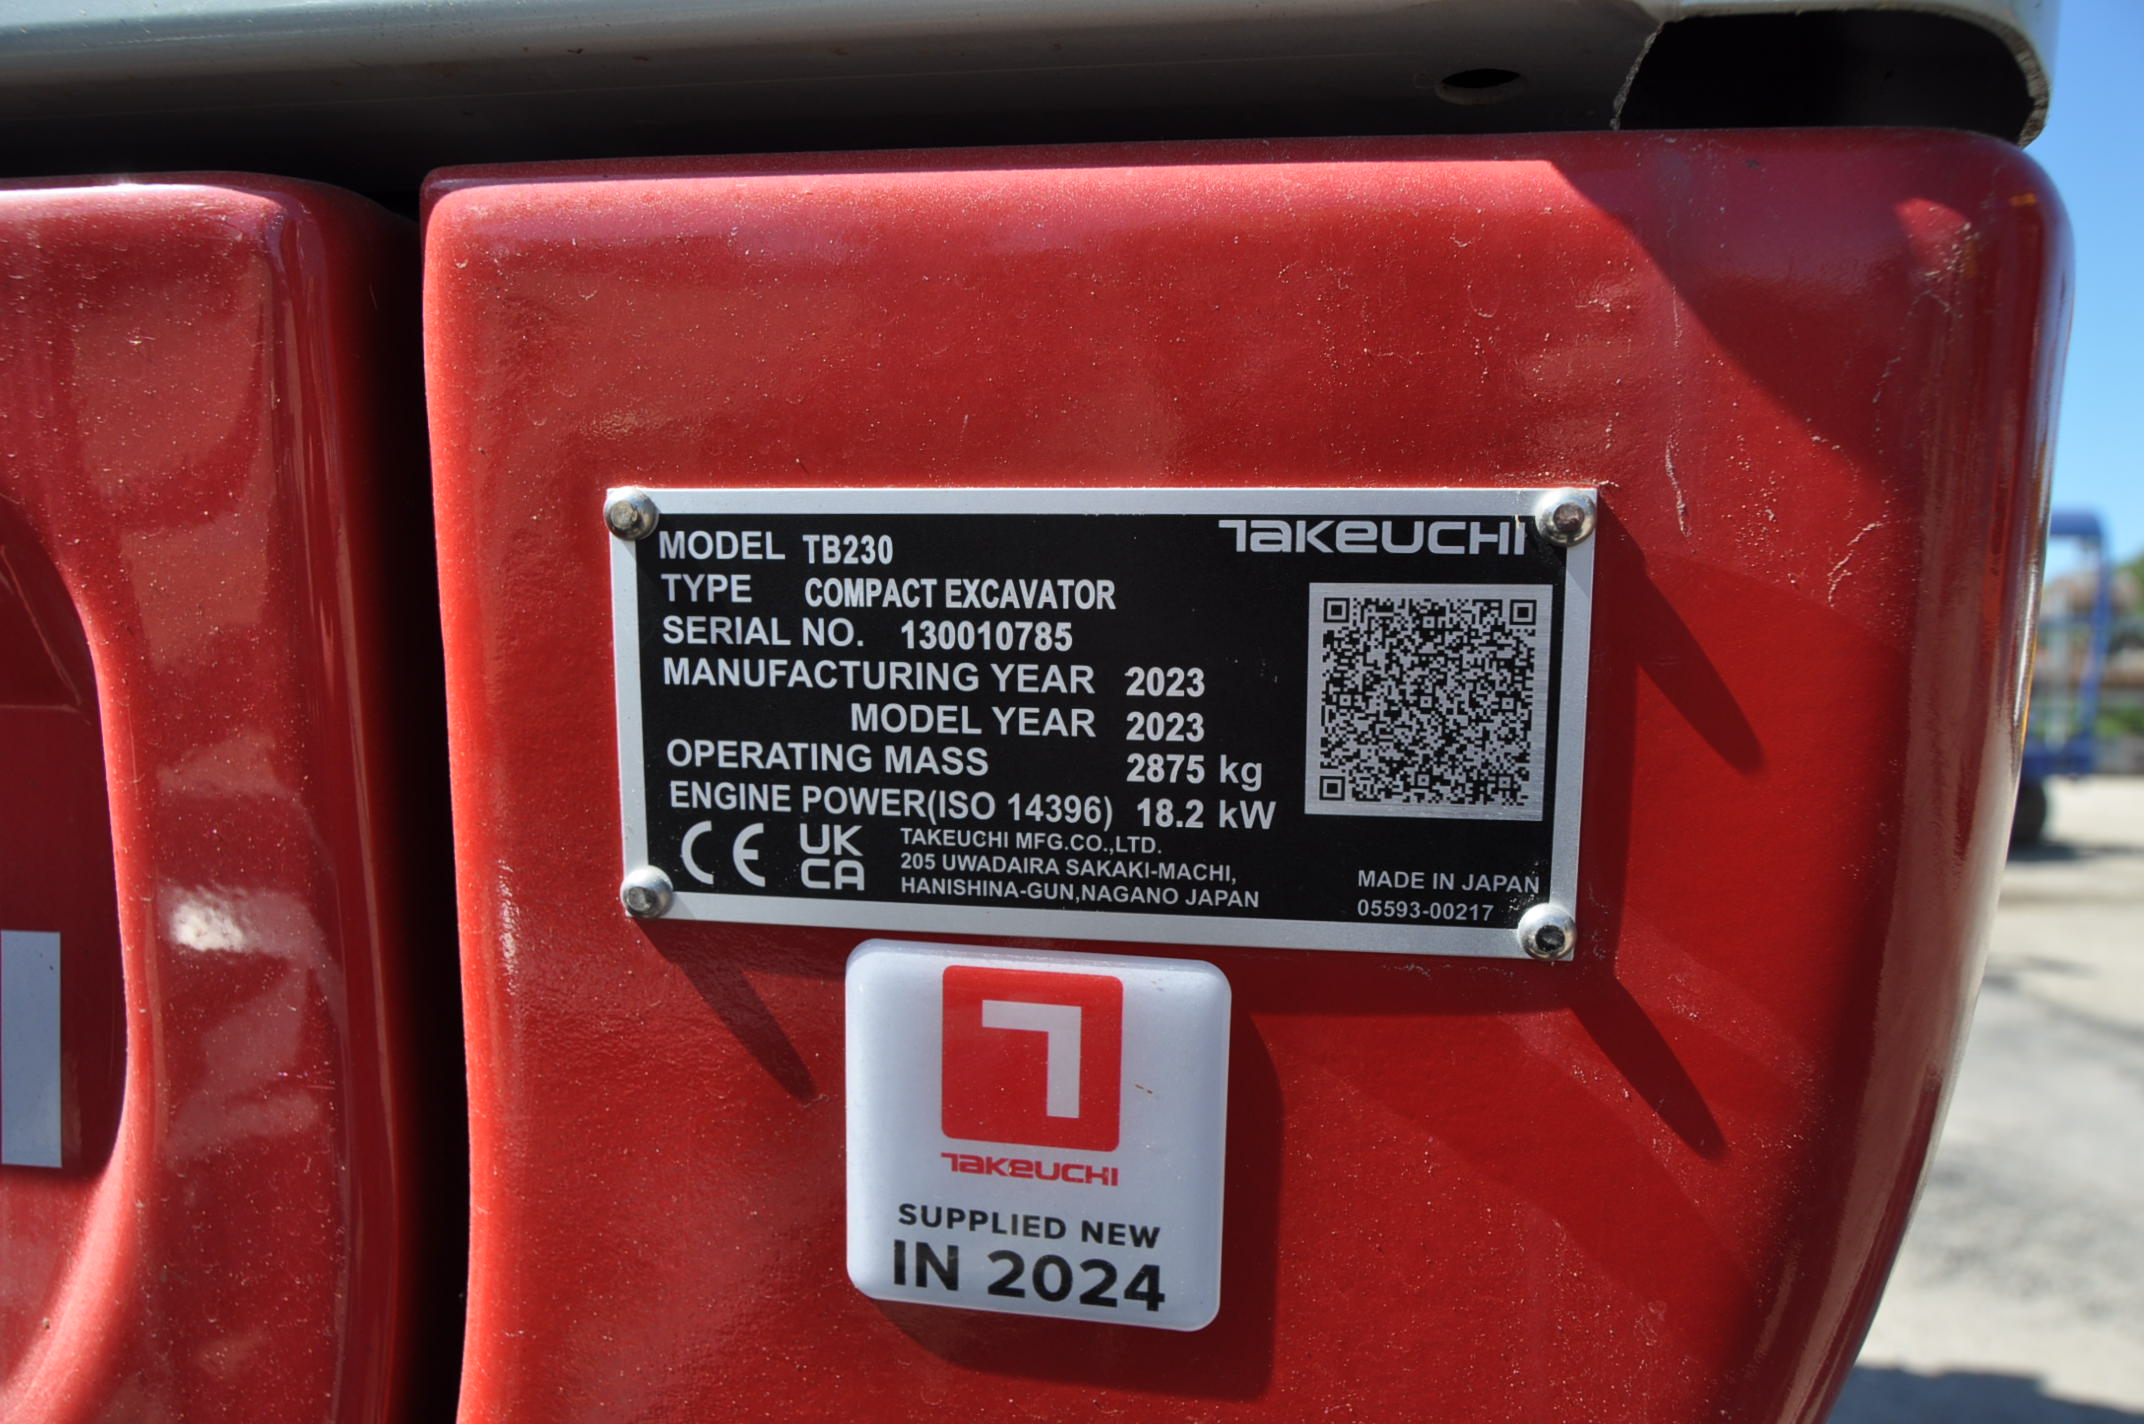 TAKEUCHI
MODEL TB230
TYPE COMPACT EXCAVATOR
SERIAL NO. 130010785
MANUFACTURING YEAR 2023
MODEL YEAR 2023
OPERATING MASS 2875 kg
ENGINE POWER(ISO 14396) 18.2 kW
CE UK CA
TAKEUCHI MFG.CO.,LTD.
205 UWADAIRA SAKAKI-MACHI,
HANISHINA-GUN,NAGANO JAPAN
MADE IN JAPAN
05593-00217
TAKEUCHI
SUPPLIED NEW
IN 2024